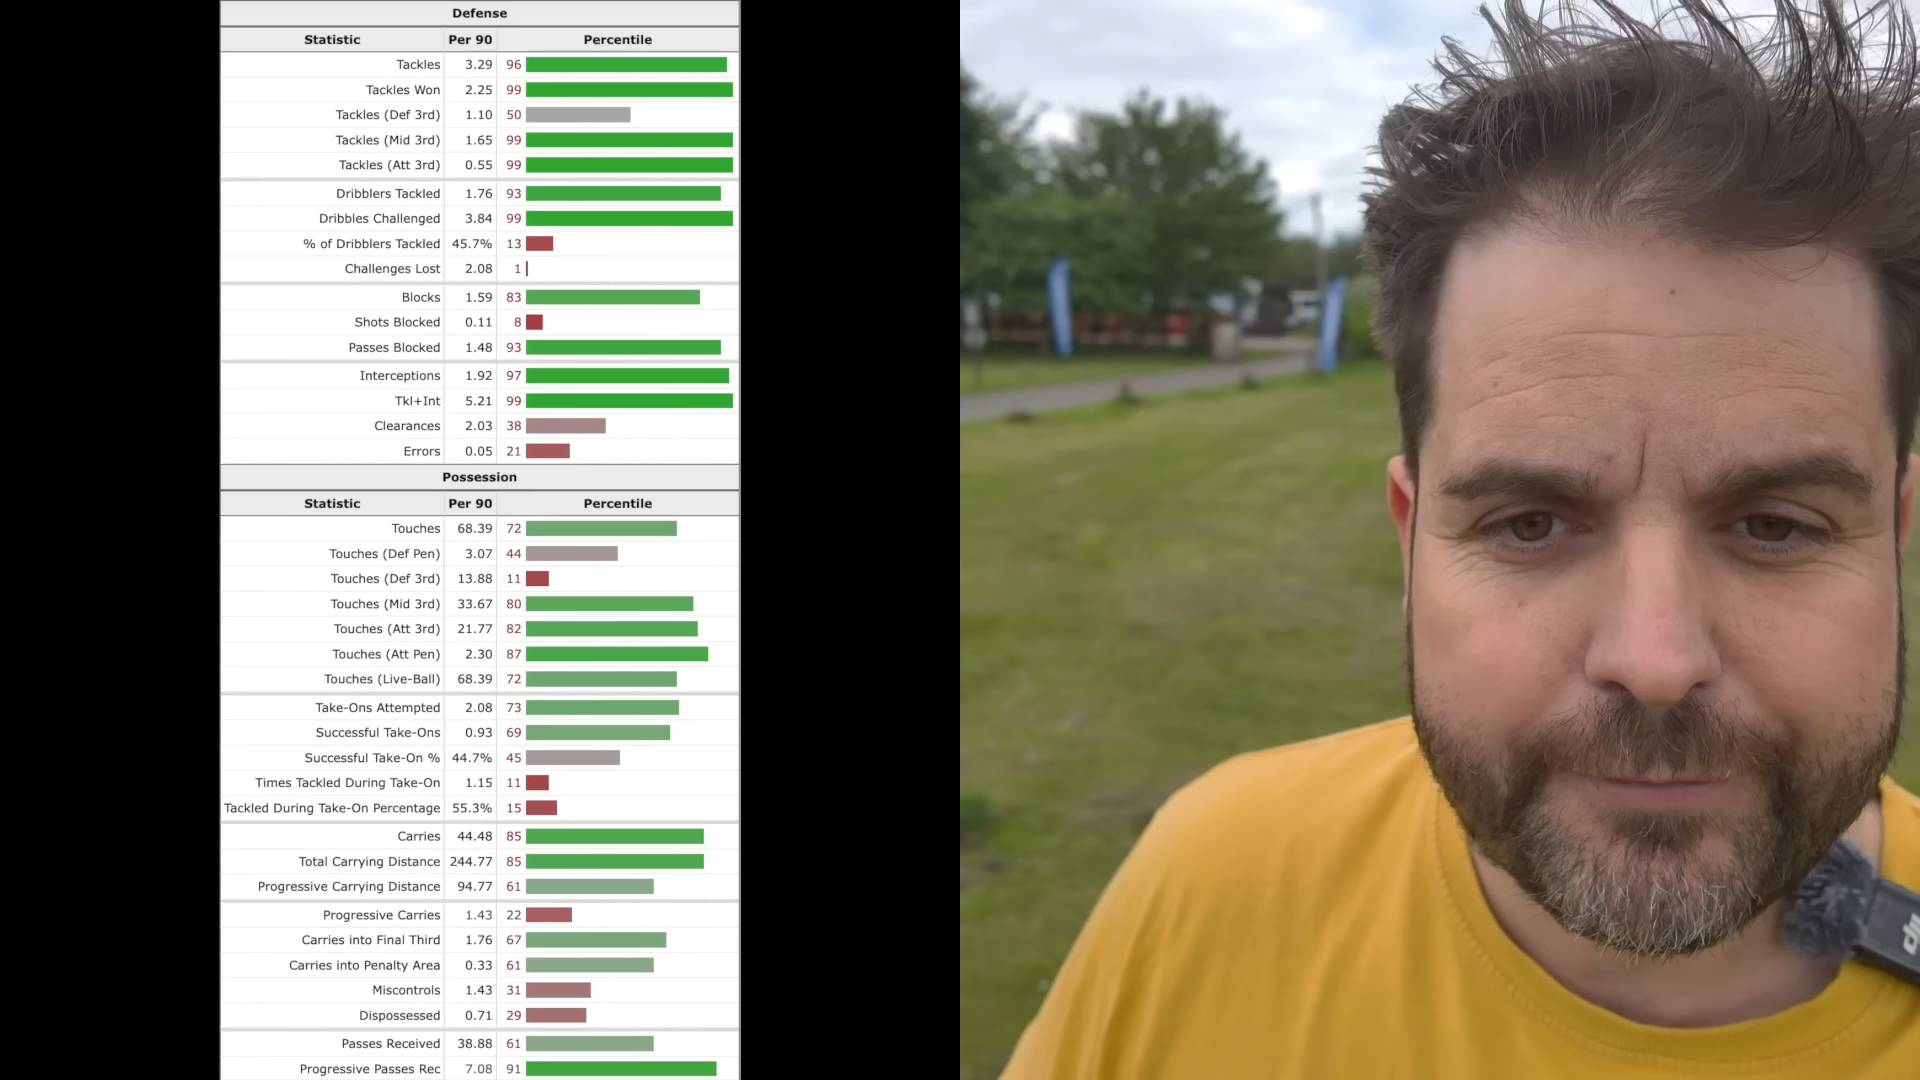 Defense
Statistic Per 90 Percentile
Tackles 3.29 96
Tackles Won 2.25 99
Tackles (Def 3rd) 1.10 50
Tackles (Mid 3rd) 1.65 99
Tackles (Att 3rd) 0.55 99
Dribblers Tackled 1.76 93
Dribbles Challenged 3.84 99
% of Dribblers Tackled 45.7% 13
Challenges Lost 2.08 1
Blocks 1.59 83
Shots Blocked 0.11 8
Passes Blocked 1.48 93
Interceptions 1.92 97
Tkl+Int 5.21 99
Clearances 2.03 38
Errors 0.05 21
Possession
Statistic Per 90 Percentile
Touches 68.39 72
Touches (Def Pen) 3.07 44
Touches (Def 3rd) 13.88 11
Touches (Mid 3rd) 33.67 80
Touches (Att 3rd) 21.77 82
Touches (Att Pen) 2.30 87
Touches (Live-Ball) 68.39 72
Take-Ons Attempted 2.08 73
Successful Take-Ons 0.93 69
Successful Take-On % 44.7% 45
Times Tackled During Take-On 1.15 11
Tackled During Take-On Percentage 55.3% 15
Carries 44.48 85
Total Carrying Distance 244.77 85
Progressive Carrying Distance 94.77 61
Progressive Carries 1.43 22
Carries into Final Third 1.76 67
Carries into Penalty Area 0.33 61
Miscontrols 1.43 31
Dispossessed 0.71 29
Passes Received 38.88 61
Progressive Passes Rec 7.08 91